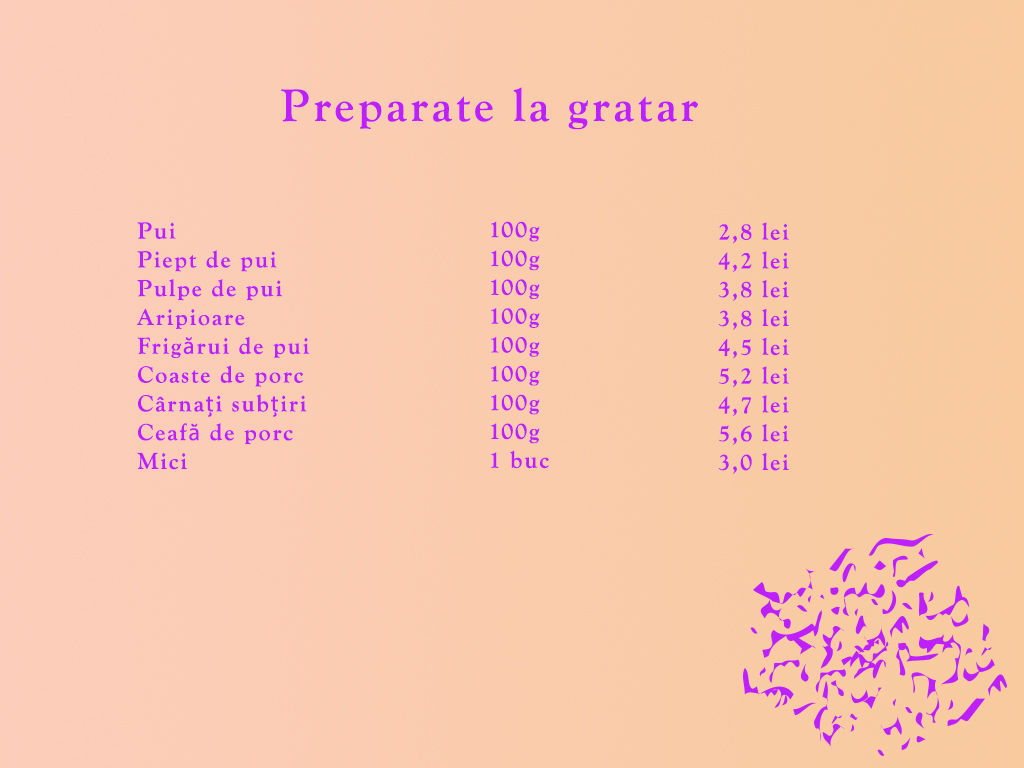 Preparate la gratar
Pui 100g 2,8 lei
Piept de pui 100g 4,2 lei
Pulpe de pui 100g 3,8 lei
Aripioare 100g 3,8 lei
Frigărui de pui 100g 4,5 lei
Coaste de porc 100g 5,2 lei
Cârnați subțiri 100g 4,7 lei
Ceafă de porc 100g 5,6 lei
Mici 1 buc 3,0 lei